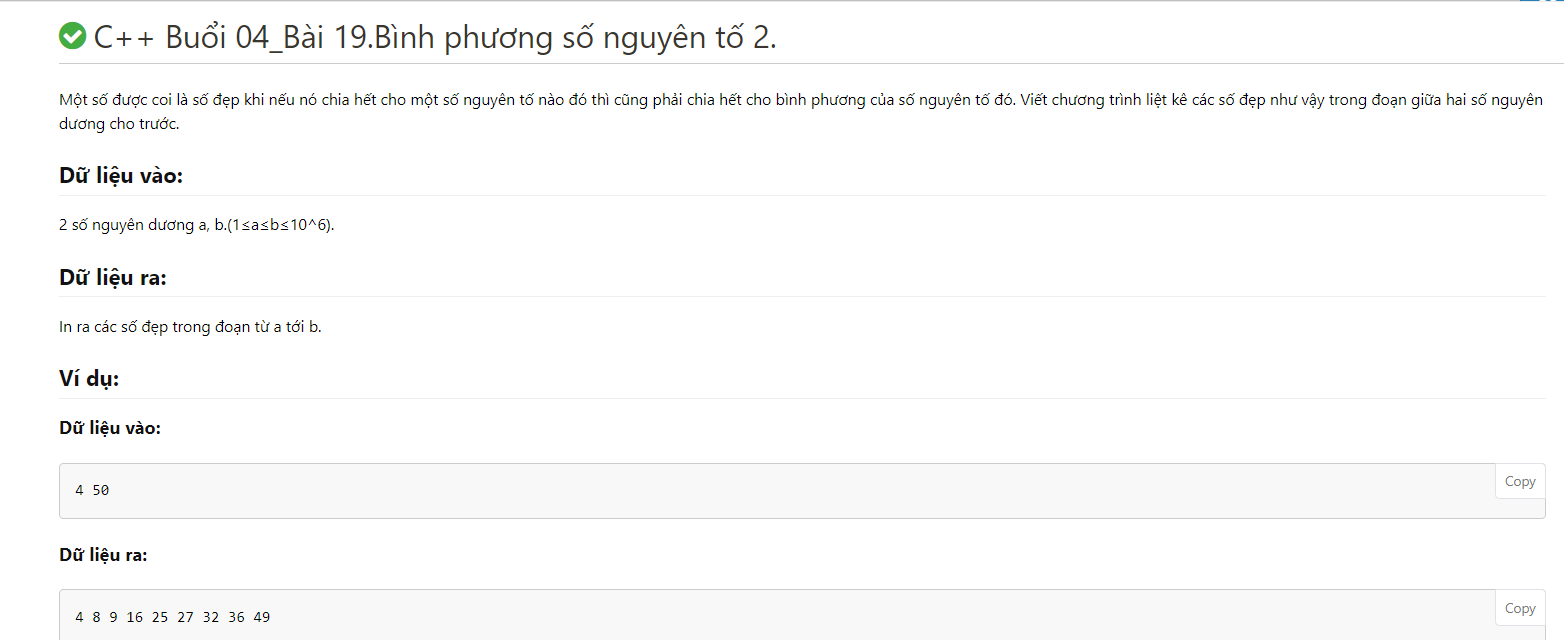 C++ Buổi 04_Bài 19.Bình phương số nguyên tố 2.
Một số được coi là số đẹp khi nếu nó chia hết cho một số nguyên tố nào đó thì cũng phải chia hết cho bình phương của số nguyên tố đó. Viết chương trình liệt kê các số đẹp như vậy trong đoạn giữa hai số nguyên
dương cho trước.
Dữ liệu vào:
2 số nguyên dương a, b.(1≤a≤b≤10^6).
Dữ liệu ra:
In ra các số đẹp trong đoạn từ a tới b.
Ví dụ:
Dữ liệu vào:
Copy
4 50
Dữ liệu ra:
Copy
4 8 9 16 25 27 32 36 49